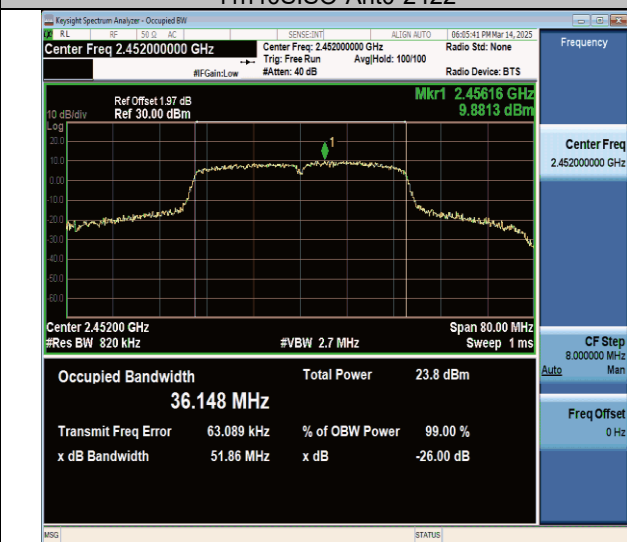 Keysight Spectrum Analyzer - Occupied BW
RL RF 50 Ω AC SENSE:INT ALIGN AUTO 06:05:41 PM Mar 14, 2025
Center Freq 2.452000000 GHz
Center Freq: 2.452000000 GHz
Radio Std: None
Trig: Free Run Avg|Hold: 100/100
#IFGain:Low #Atten: 40 dB Radio Device: BTS
Frequency
Ref Offset 1.97 dB
10 dB/div Ref 30.00 dBm
Mkr1 2.45616 GHz
9.8813 dBm
Log
20.0
10.0
0.00
-10.0
-20.0
-30.0
-40.0
-50.0
-60.0
1
Center 2.45200 GHz Span 80.00 MHz
#Res BW 820 kHz #VBW 2.7 MHz Sweep 1 ms
Occupied Bandwidth Total Power 23.8 dBm
36.148 MHz
Transmit Freq Error 63.089 kHz % of OBW Power 99.00 %
x dB Bandwidth 51.86 MHz x dB -26.00 dB
Center Freq
2.452000000 GHz
CF Step
8.000000 MHz
Auto Man
Freq Offset
0 Hz
MSG STATUS